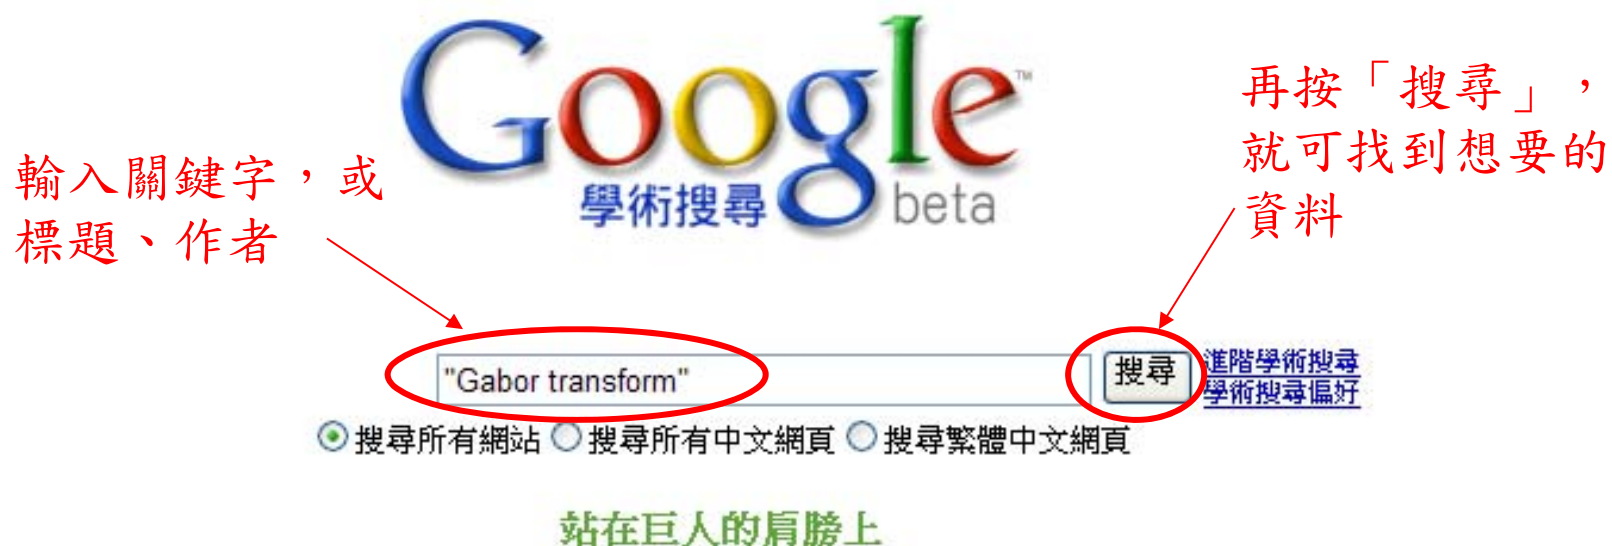 Google™
學術搜尋 beta
輸入關鍵字，或
標題、作者
再按「搜尋」，
就可找到想要的
資料
"Gabor transform" 搜尋 進階學術搜尋
學術搜尋偏好
搜尋所有網站 搜尋所有中文網頁 搜尋繁體中文網頁
站在巨人的肩膀上